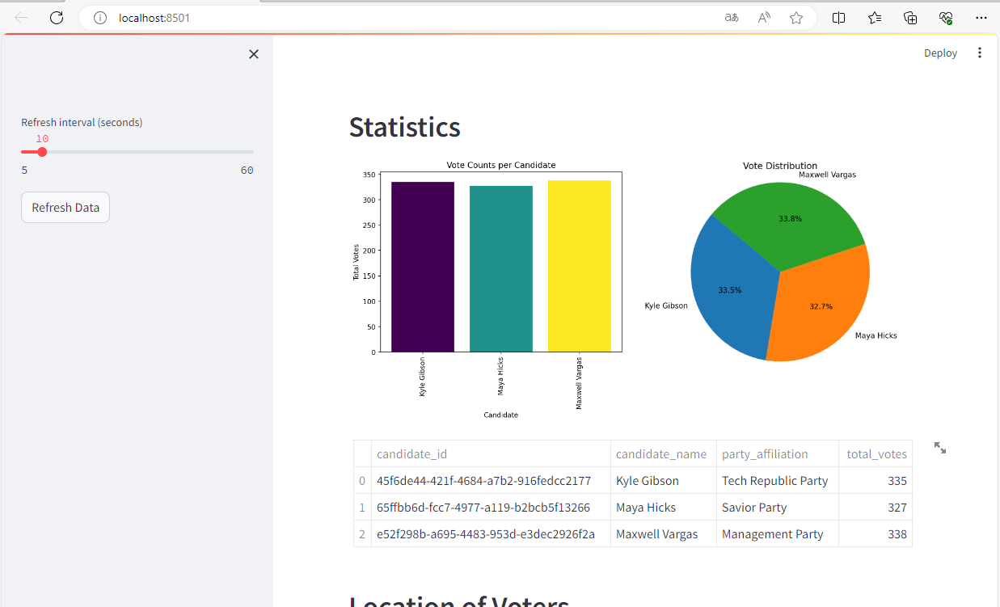 localhost:8501
Deploy
Refresh interval (seconds)
10
5 60
Refresh Data
Statistics
Vote Counts per Candidate
350
300
250
200
150
100
50
0
Total Votes
Kyle Gibson
Maya Hicks
Maxwell Vargas
Candidate
Vote Distribution
Maxwell Vargas
33.8%
33.5%
32.7%
Kyle Gibson
Maya Hicks
candidate_id candidate_name party_affiliation total_votes
0 45f6de44-421f-4684-a7b2-916fedcc2177 Kyle Gibson Tech Republic Party 335
1 65ffbb6d-fcc7-4977-a119-b2bcb5f13266 Maya Hicks Savior Party 327
2 e52f298b-a695-4483-953d-e3dec2926f2a Maxwell Vargas Management Party 338
Location of Voters